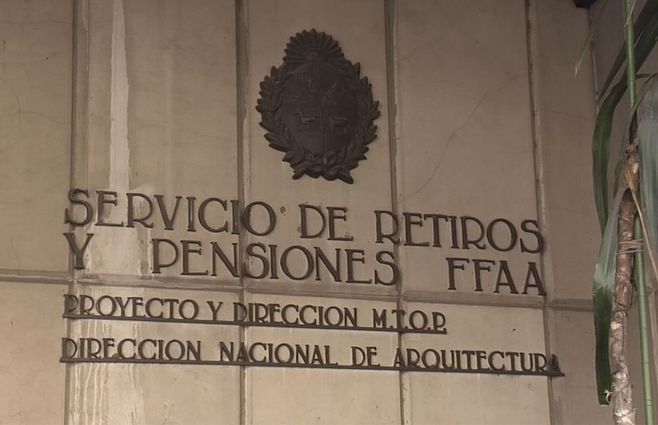 SERVICIO DE RETIROS
Y PENSIONES FFAA
PROYECTO Y DIRECCION M.T.O.P.
DIRECCION NACIONAL DE ARQUITECTURA